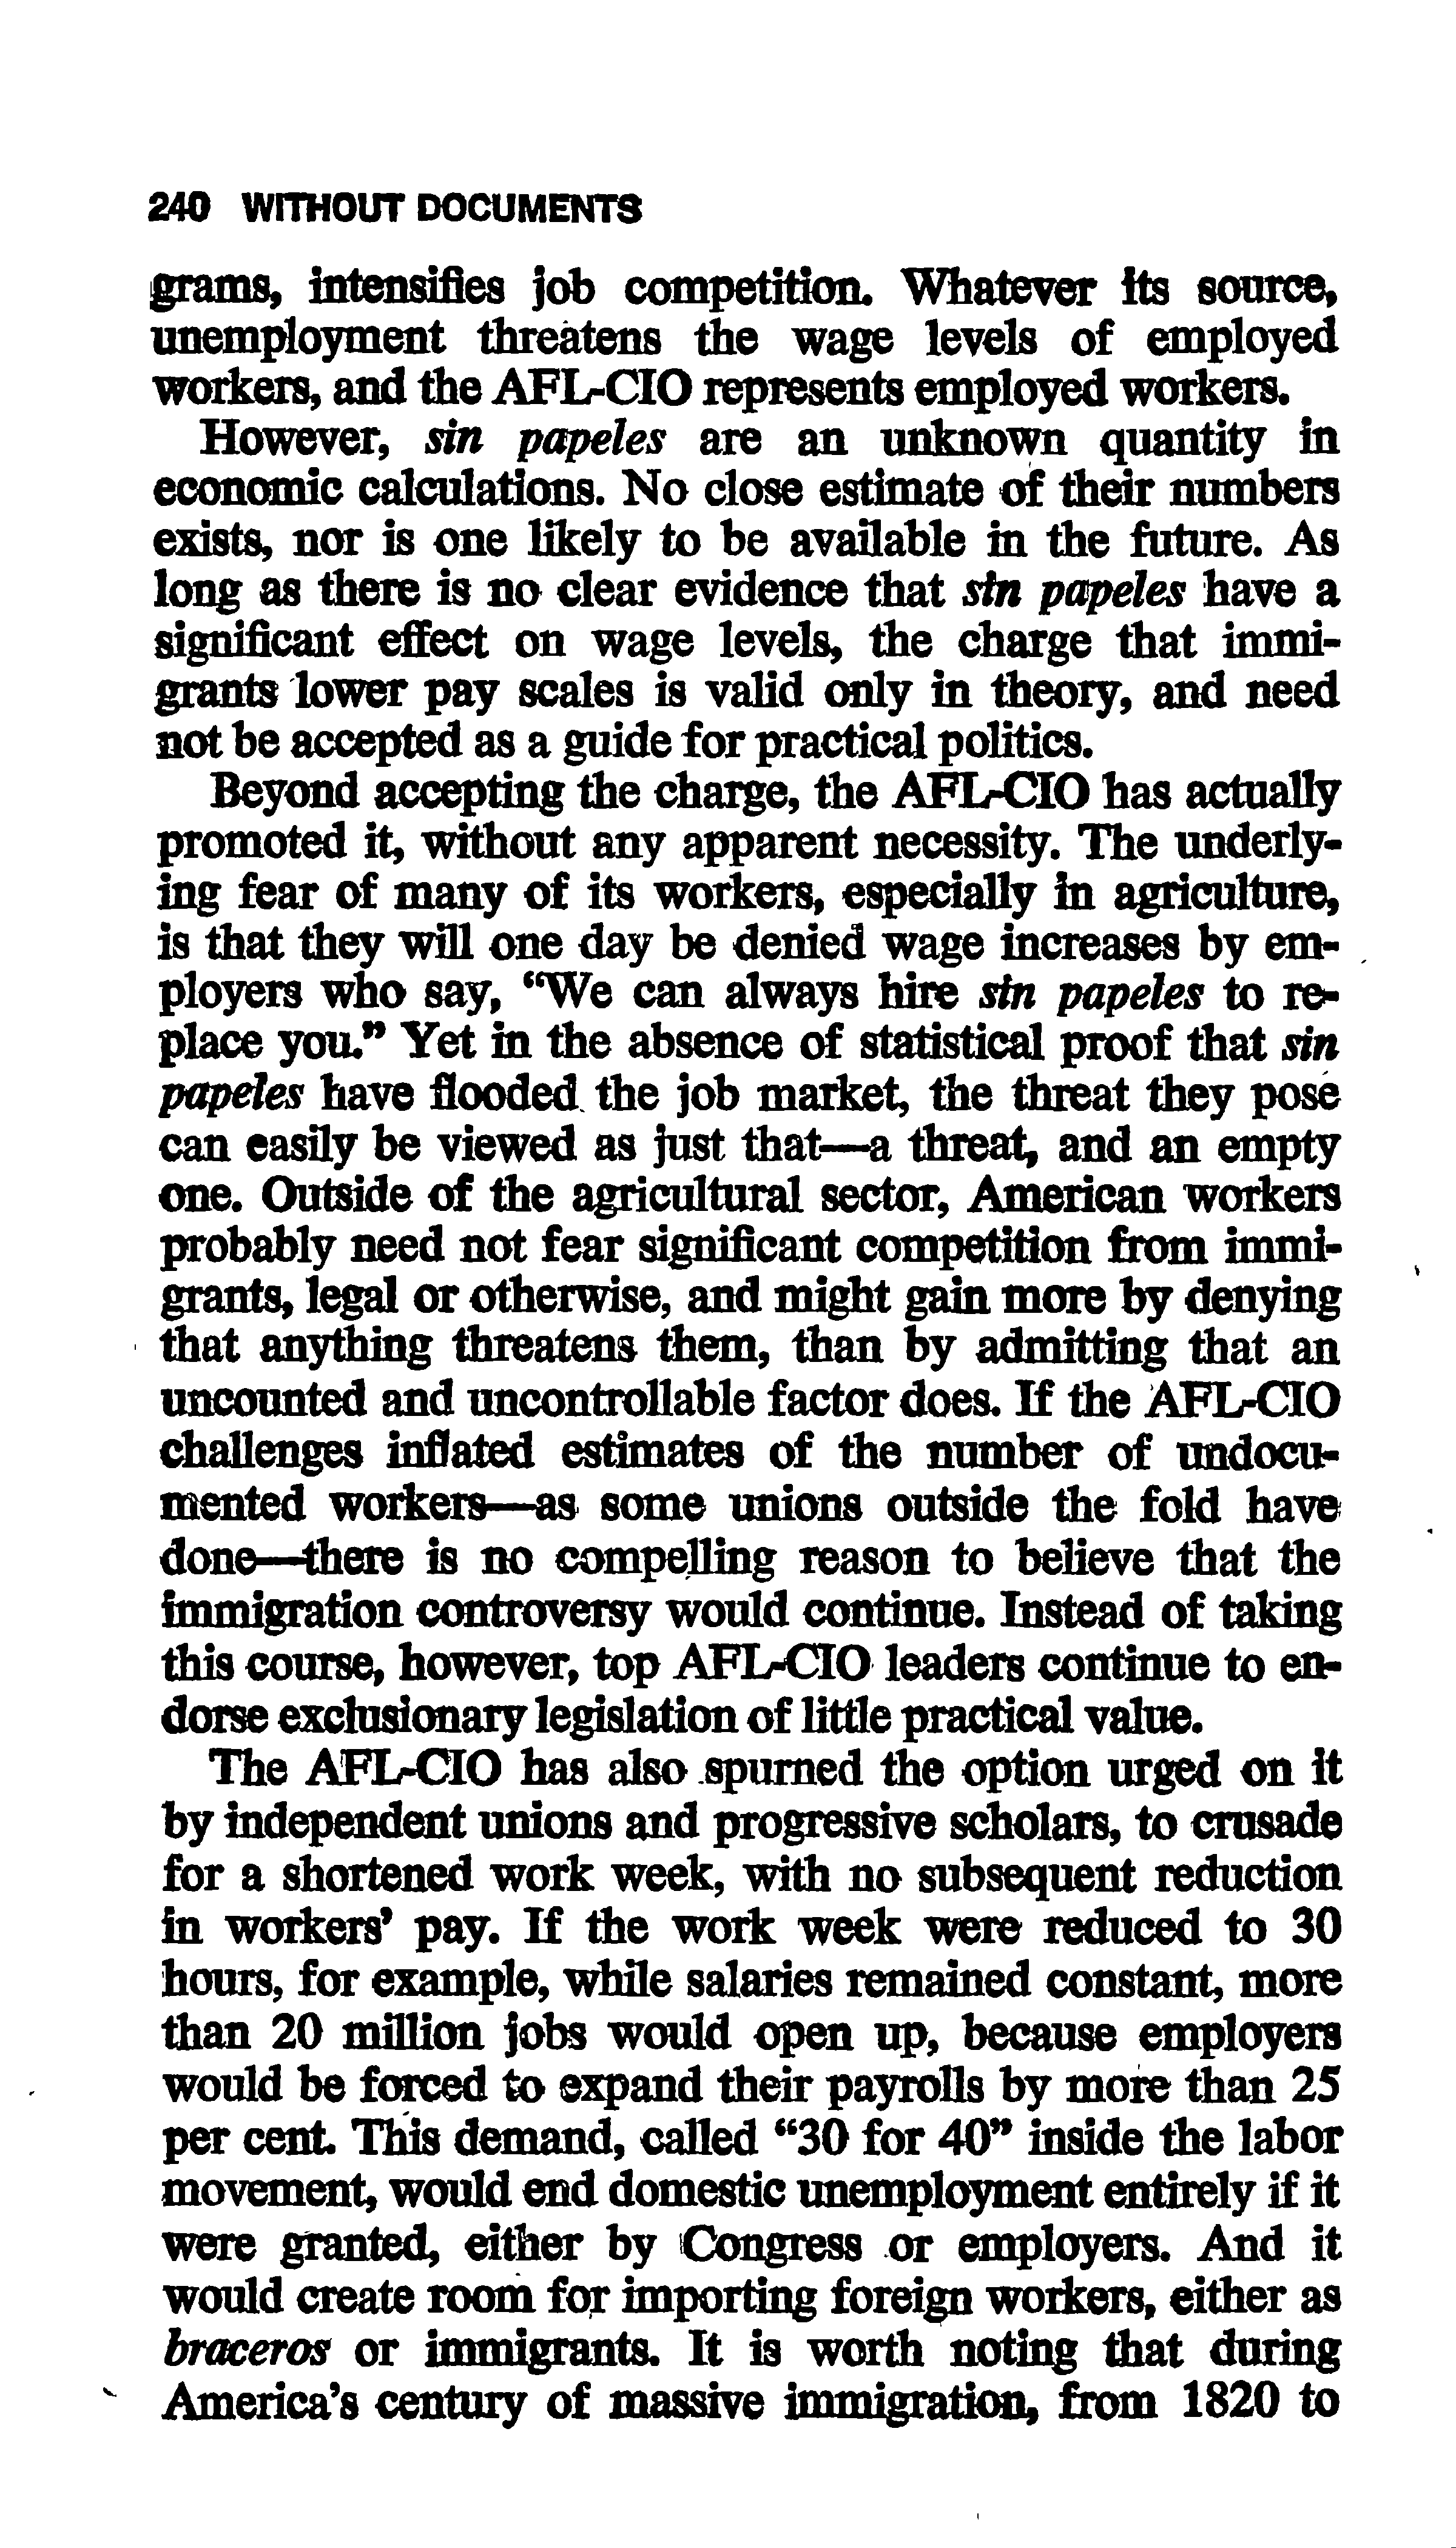 240 WITHOUT DOCUMENTS
grams, intensifies job competition. Whatever its source,
unemployment threatens the wage levels of employed
workers, and the AFL-CIO represents employed workers.
However, sin papeles are an unknown quantity in
economic calculations. No close estimate of their numbers
exists, nor is one likely to be available in the future. As
long as there is no clear evidence that sin papeles have a
significant effect on wage levels, the charge that immi-
grants lower pay scales is valid only in theory, and need
not be accepted as a guide for practical politics.
Beyond accepting the charge, the AFL-CIO has actually
promoted it, without any apparent necessity. The underly-
ing fear of many of its workers, especially in agriculture,
is that they will one day be denied wage increases by em-
ployers who say, "We can always hire sin papeles to re-
place you." Yet in the absence of statistical proof that sin
papeles have flooded the job market, the threat they pose
can easily be viewed as just that—a threat, and an empty
one. Outside of the agricultural sector, American workers
probably need not fear significant competition from immi-
grants, legal or otherwise, and might gain more by denying
that anything threatens them, than by admitting that an
uncounted and uncontrollable factor does. If the AFL-CIO
challenges inflated estimates of the number of undocu-
mented workers—as some unions outside the fold have
done—there is no compelling reason to believe that the
immigration controversy would continue. Instead of taking
this course, however, top AFL-CIO leaders continue to en-
dorse exclusionary legislation of little practical value.
The AFL-CIO has also spurned the option urged on it
by independent unions and progressive scholars, to crusade
for a shortened work week, with no subsequent reduction
in workers' pay. If the work week were reduced to 30
hours, for example, while salaries remained constant, more
than 20 million jobs would open up, because employers
would be forced to expand their payrolls by more than 25
per cent. This demand, called "30 for 40" inside the labor
movement, would end domestic unemployment entirely if it
were granted, either by Congress or employers. And it
would create room for importing foreign workers, either as
braceros or immigrants. It is worth noting that during
America's century of massive immigration, from 1820 to